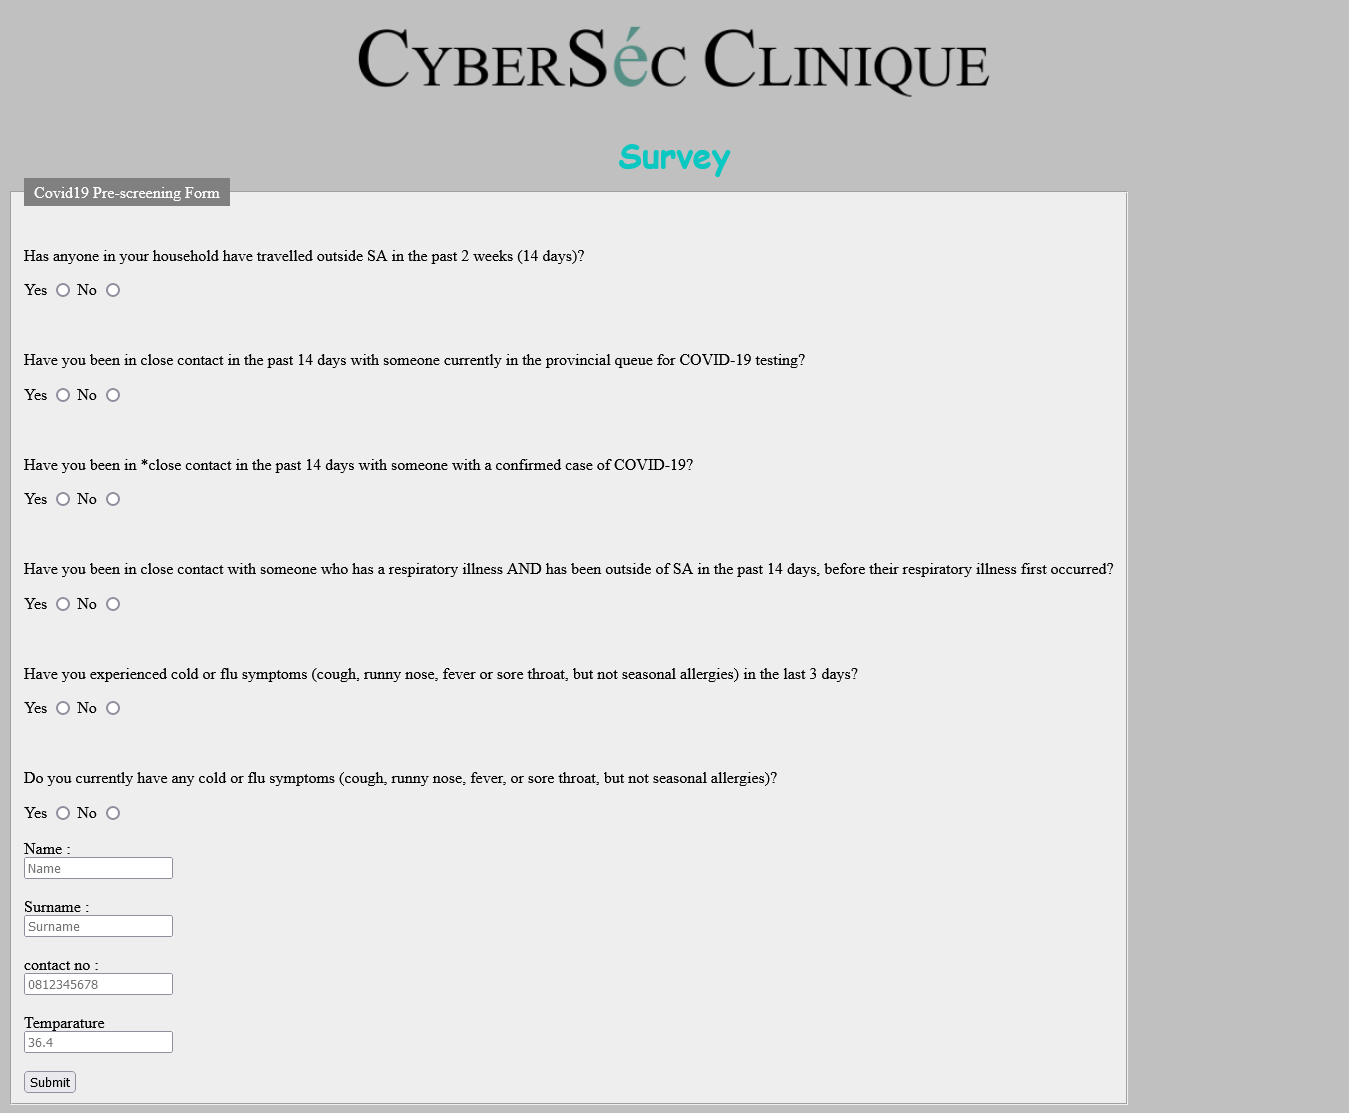 CyberSéc Clinique
Survey
Covid19 Pre-screening Form
Has anyone in your household have travelled outside SA in the past 2 weeks (14 days)?
Yes No
Have you been in close contact in the past 14 days with someone currently in the provincial queue for COVID-19 testing?
Yes No
Have you been in *close contact in the past 14 days with someone with a confirmed case of COVID-19?
Yes No
Have you been in close contact with someone who has a respiratory illness AND has been outside of SA in the past 14 days, before their respiratory illness first occurred?
Yes No
Have you experienced cold or flu symptoms (cough, runny nose, fever or sore throat, but not seasonal allergies) in the last 3 days?
Yes No
Do you currently have any cold or flu symptoms (cough, runny nose, fever, or sore throat, but not seasonal allergies)?
Yes No
Name :
Name
Surname :
Surname
contact no :
0812345678
Temparature
36.4
Submit